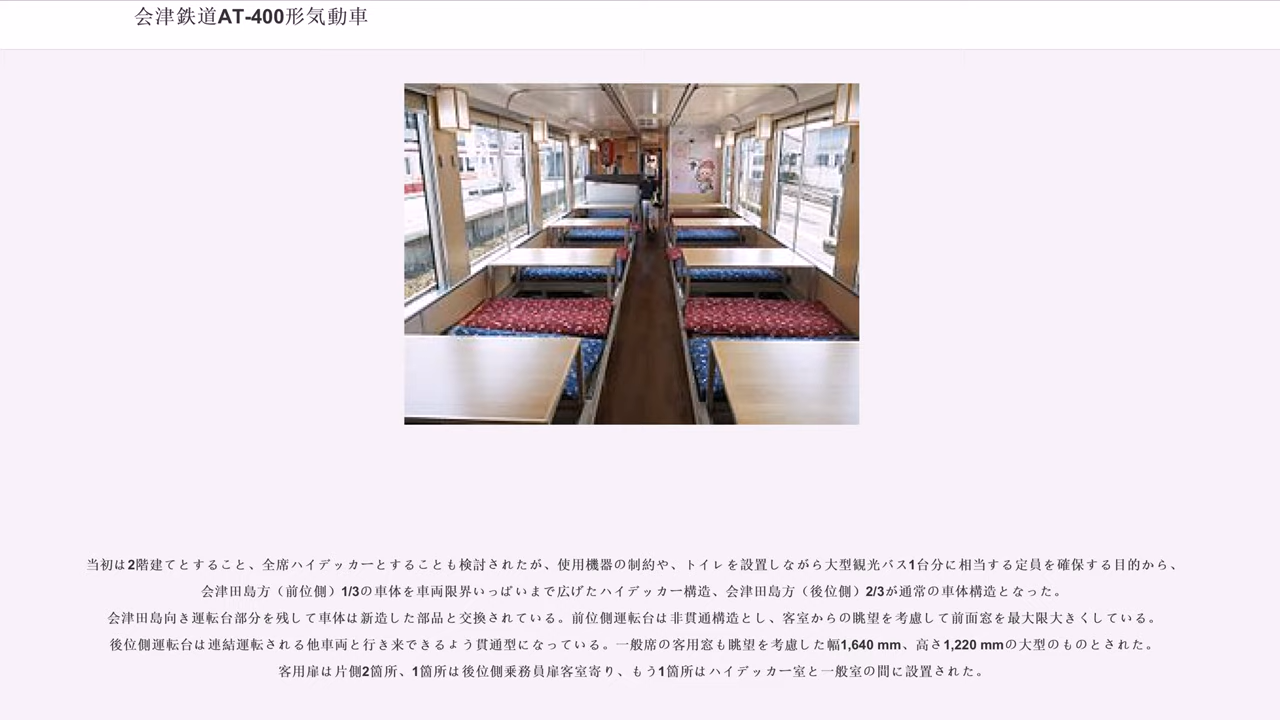 会津鉄道AT-400形気動車
当初は2階建てとすること、全席ハイデッカーとすることも検討されたが、使用機器の制約や、トイレを設置しながら大型観光バス1台分に相当する定員を確保する目的から、
会津田島方（前位側）1/3の車体を車両限界いっぱいまで広げたハイデッカー構造、会津田島方（後位側）2/3が通常の車体構造となった。
会津田島向き運転台部分を残して車体は新造した部品と交換されている。前位側運転台は非貫通構造とし、客室からの眺望を考慮して前面窓を最大限大きくしている。
後位側運転台は連結運転される他車両と行き来できるよう貫通型になっている。一般席の客用窓も眺望を考慮した幅1,640 mm、高さ1,220 mmの大型のものとされた。
客用扉は片側2箇所、1箇所は後位側乗務員扉客室寄り、もう1箇所はハイデッカー室と一般室の間に設置された。